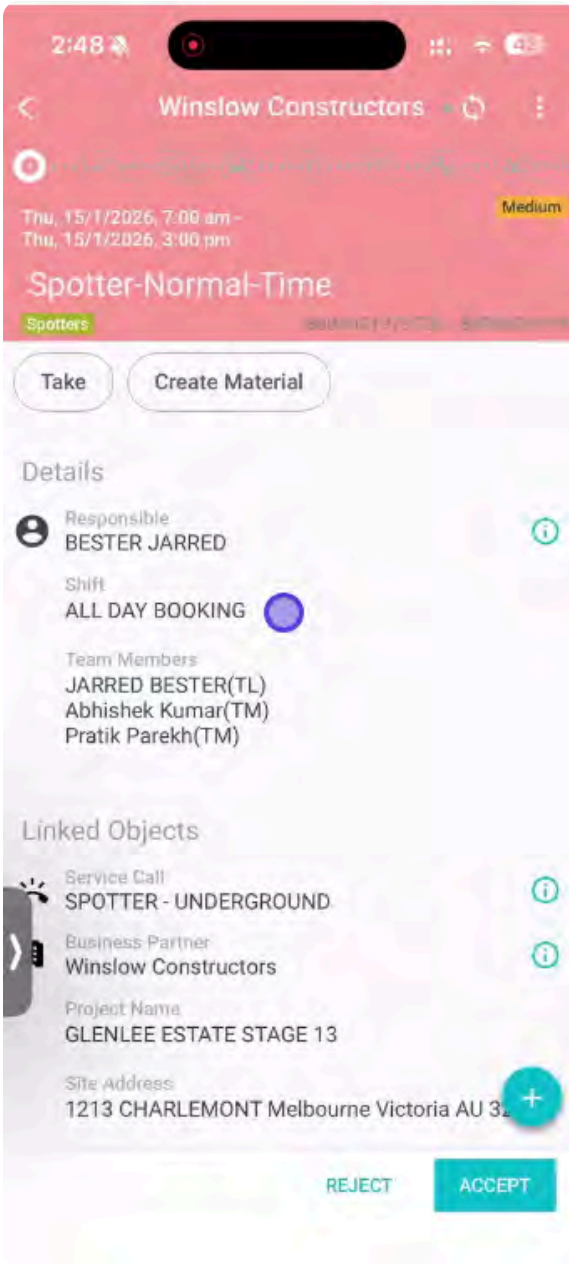 2:48
Winslow Constructors
Thu, 15/1/2026, 7:00 am -
Medium
Thu, 15/1/2026, 3:00 pm
Spotter-Normal-Time
Spotters
Take
Create Material
Details
Responsible
BESTER JARRED
Shift
ALL DAY BOOKING
Team Members
JARRED BESTER(TL)
Abhishek Kumar(TM)
Pratik Parekh(TM)
Linked Objects
Service Call
SPOTTER - UNDERGROUND
Business Partner
Winslow Constructors
Project Name
GLENLEE ESTATE STAGE 13
Site Address
1213 CHARLEMONT Melbourne Victoria AU
REJECT
ACCEPT